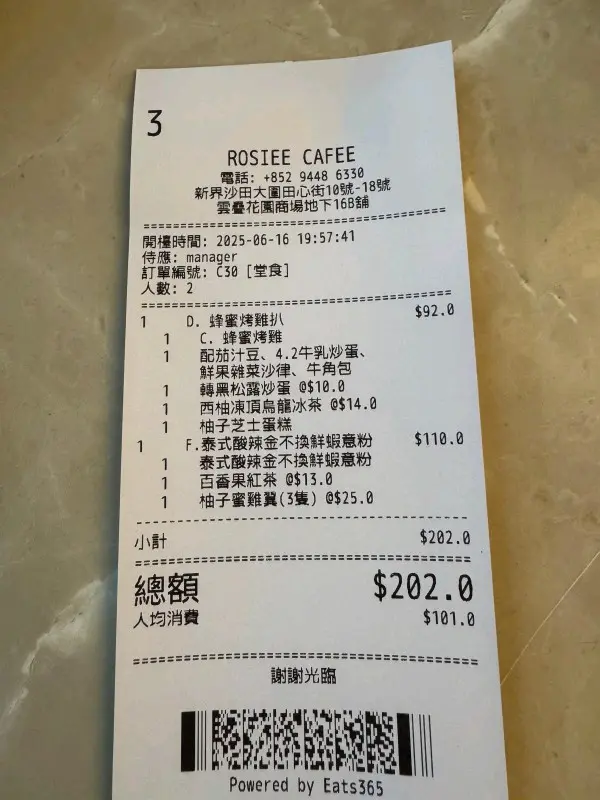 3
ROSIEE CAFEE
電話: +852 9448 6330
新界沙田大圍田心街10號-18號
雲疊花園商場地下16B舖
開檯時間: 2025-06-16 19:57:41
侍應: manager
訂單編號: C30 [堂食]
人數: 2
1 D. 蜂蜜烤雞扒 $92.0
1 C. 蜂蜜烤雞
1 配茄汁豆、4.2牛乳炒蛋、
鮮果雜菜沙律、牛角包
1 轉黑松露炒蛋 @$10.0
1 西柚凍頂烏龍冰茶 @$14.0
1 柚子芝士蛋糕
1 F.泰式酸辣金不換鮮蝦意粉 $110.0
1 泰式酸辣金不換鮮蝦意粉
1 百香果紅茶 @$13.0
1 柚子蜜雞翼(3隻) @$25.0
小計 $202.0
總額 $202.0
人均消費 $101.0
謝謝光臨
Powered by Eats365